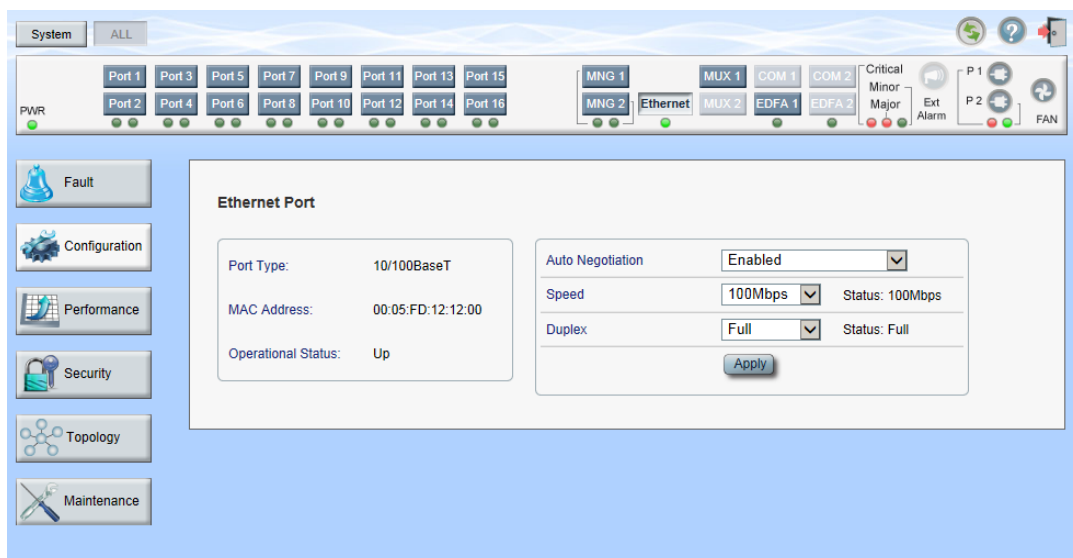 System ALL
Port 1 Port 3 Port 5 Port 7 Port 9 Port 11 Port 13 Port 15 MNG 1 MUX 1 COM 1 COM 2 Critical P 1
Minor
PWR Port 2 Port 4 Port 6 Port 8 Port 10 Port 12 Port 14 Port 16 MNG 2 Ethernet MUX 2 EDFA 1 EDFA 2 Major Ext Alarm P 2 FAN
Fault
Configuration
Performance
Security
Topology
Maintenance
Ethernet Port
Port Type: 10/100BaseT
MAC Address: 00:05:FD:12:12:00
Operational Status: Up
Auto Negotiation Enabled
Speed 100Mbps Status: 100Mbps
Duplex Full Status: Full
Apply